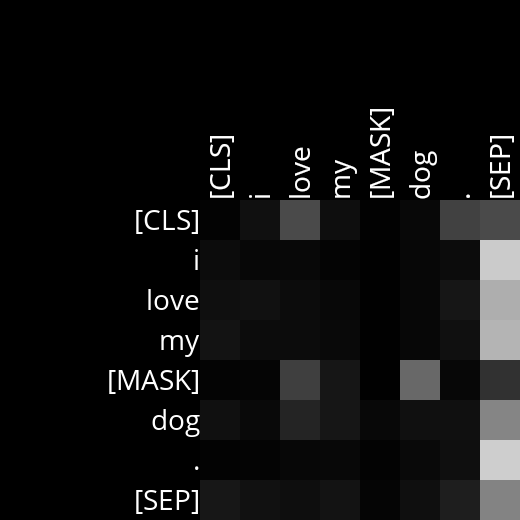 [CLS] i love my [MASK] dog . [SEP]
[CLS]
i
love
my
[MASK]
dog
.
[SEP]